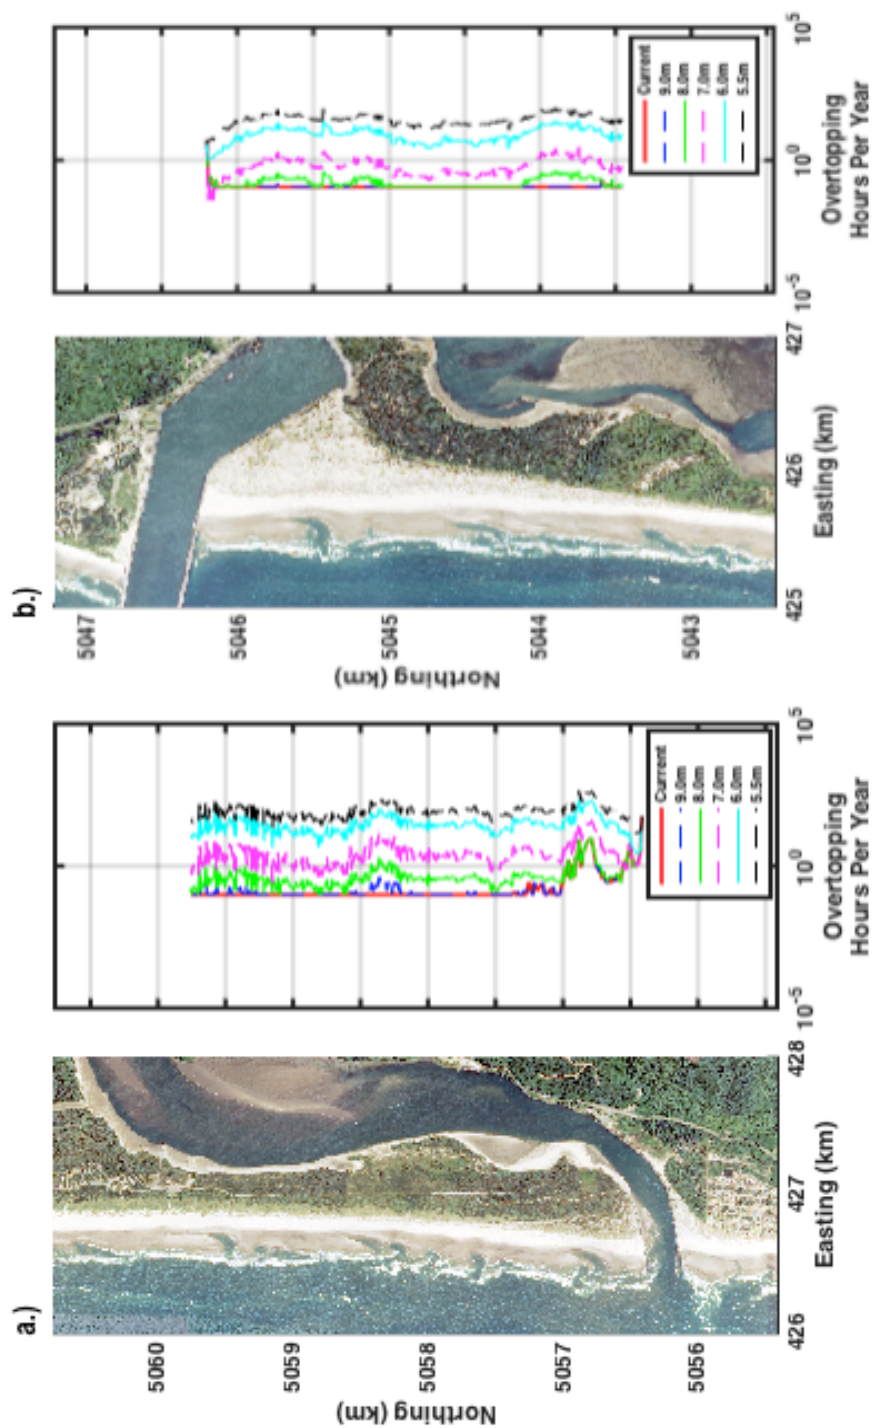 a.)
Northing (km)
5060
5059
5058
5057
5056
426
427
428
Easting (km)
10^-5
10^0
10^5
Overtopping
Hours Per Year
Current
9.0m
8.0m
7.0m
6.0m
5.5m
b.)
Northing (km)
5047
5046
5045
5044
5043
425
426
427
Easting (km)
10^-5
10^0
10^5
Overtopping
Hours Per Year
Current
9.0m
8.0m
7.0m
6.0m
5.5m